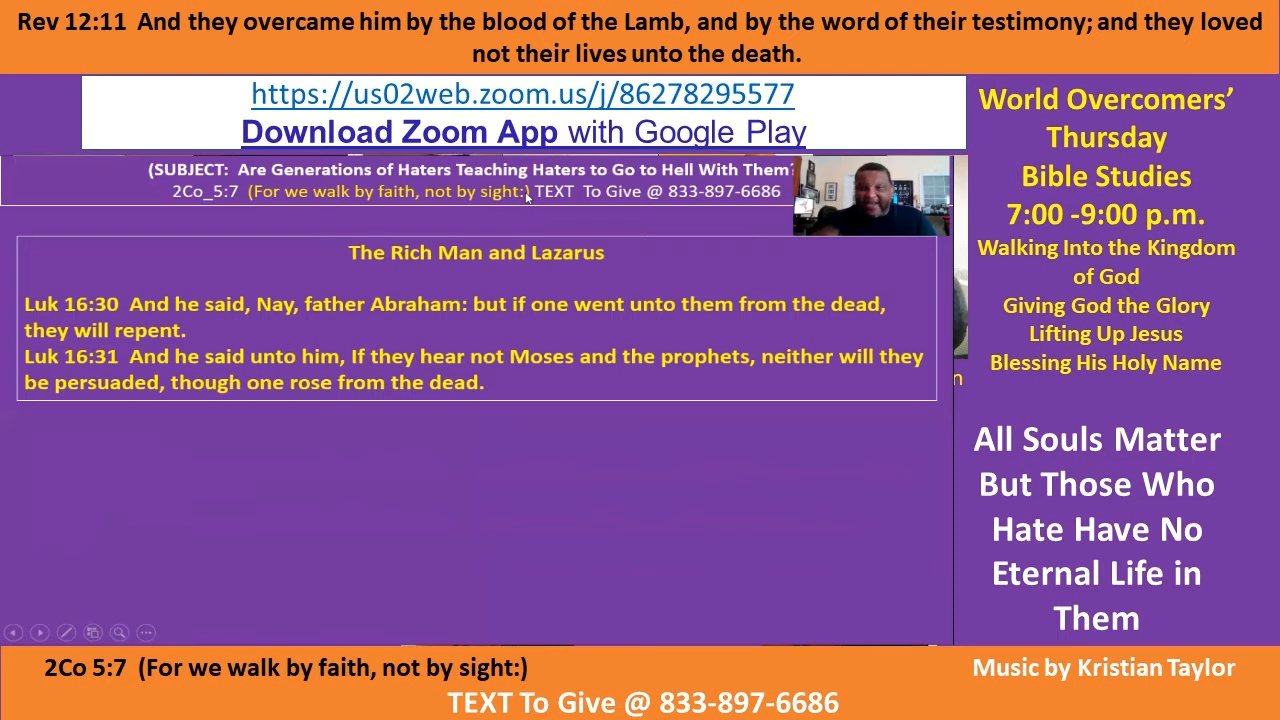 Rev 12:11 And they overcame him by the blood of the Lamb, and by the word of their testimony; and they loved
not their lives unto the death.
https://us02web.zoom.us/j/86278295577
Download Zoom App with Google Play
(SUBJECT: Are Generations of Haters Teaching Haters to Go to Hell With Them?
2Co_5:7 (For we walk by faith, not by sight:) TEXT To Give @ 833-897-6686
The Rich Man and Lazarus
Luk 16:30 And he said, Nay, father Abraham: but if one went unto them from the dead,
they will repent.
Luk 16:31 And he said unto him, If they hear not Moses and the prophets, neither will they
be persuaded, though one rose from the dead.
n
World Overcomers’
Thursday
Bible Studies
7:00 -9:00 p.m.
Walking Into the Kingdom
of God
Giving God the Glory
Lifting Up Jesus
Blessing His Holy Name
All Souls Matter
But Those Who
Hate Have No
Eternal Life in
Them
2Co 5:7 (For we walk by faith, not by sight:)
Music by Kristian Taylor
TEXT To Give @ 833-897-6686